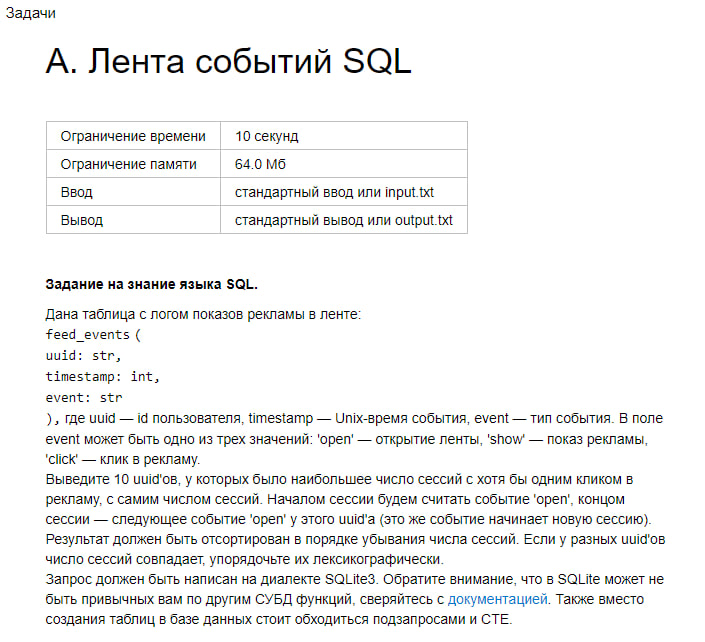 Задачи
A. Лента событий SQL
Ограничение времени 10 секунд
Ограничение памяти 64.0 Мб
Ввод стандартный ввод или input.txt
Вывод стандартный вывод или output.txt
Задание на знание языка SQL.
Дана таблица с логом показов рекламы в ленте:
feed_events (
uuid: str,
timestamp: int,
event: str
), где uuid — id пользователя, timestamp — Unix-время события, event — тип события. В поле
event может быть одно из трех значений: 'open' — открытие ленты, 'show' — показ рекламы,
'click' — клик в рекламу.
Выведите 10 uuid'ов, у которых было наибольшее число сессий с хотя бы одним кликом в
рекламу, с самим числом сессий. Началом сессии будем считать событие 'open', концом
сессии — следующее событие 'open' у этого uuid'а (это же событие начинает новую сессию).
Результат должен быть отсортирован в порядке убывания числа сессий. Если у разных uuid'ов
число сессий совпадает, упорядочьте их лексикографически.
Запрос должен быть написан на диалекте SQLite3. Обратите внимание, что в SQLite может не
быть привычных вам по другим СУБД функций, сверяйтесь с документацией. Также вместо
создания таблиц в базе данных стоит обходиться подзапросами и CTE.